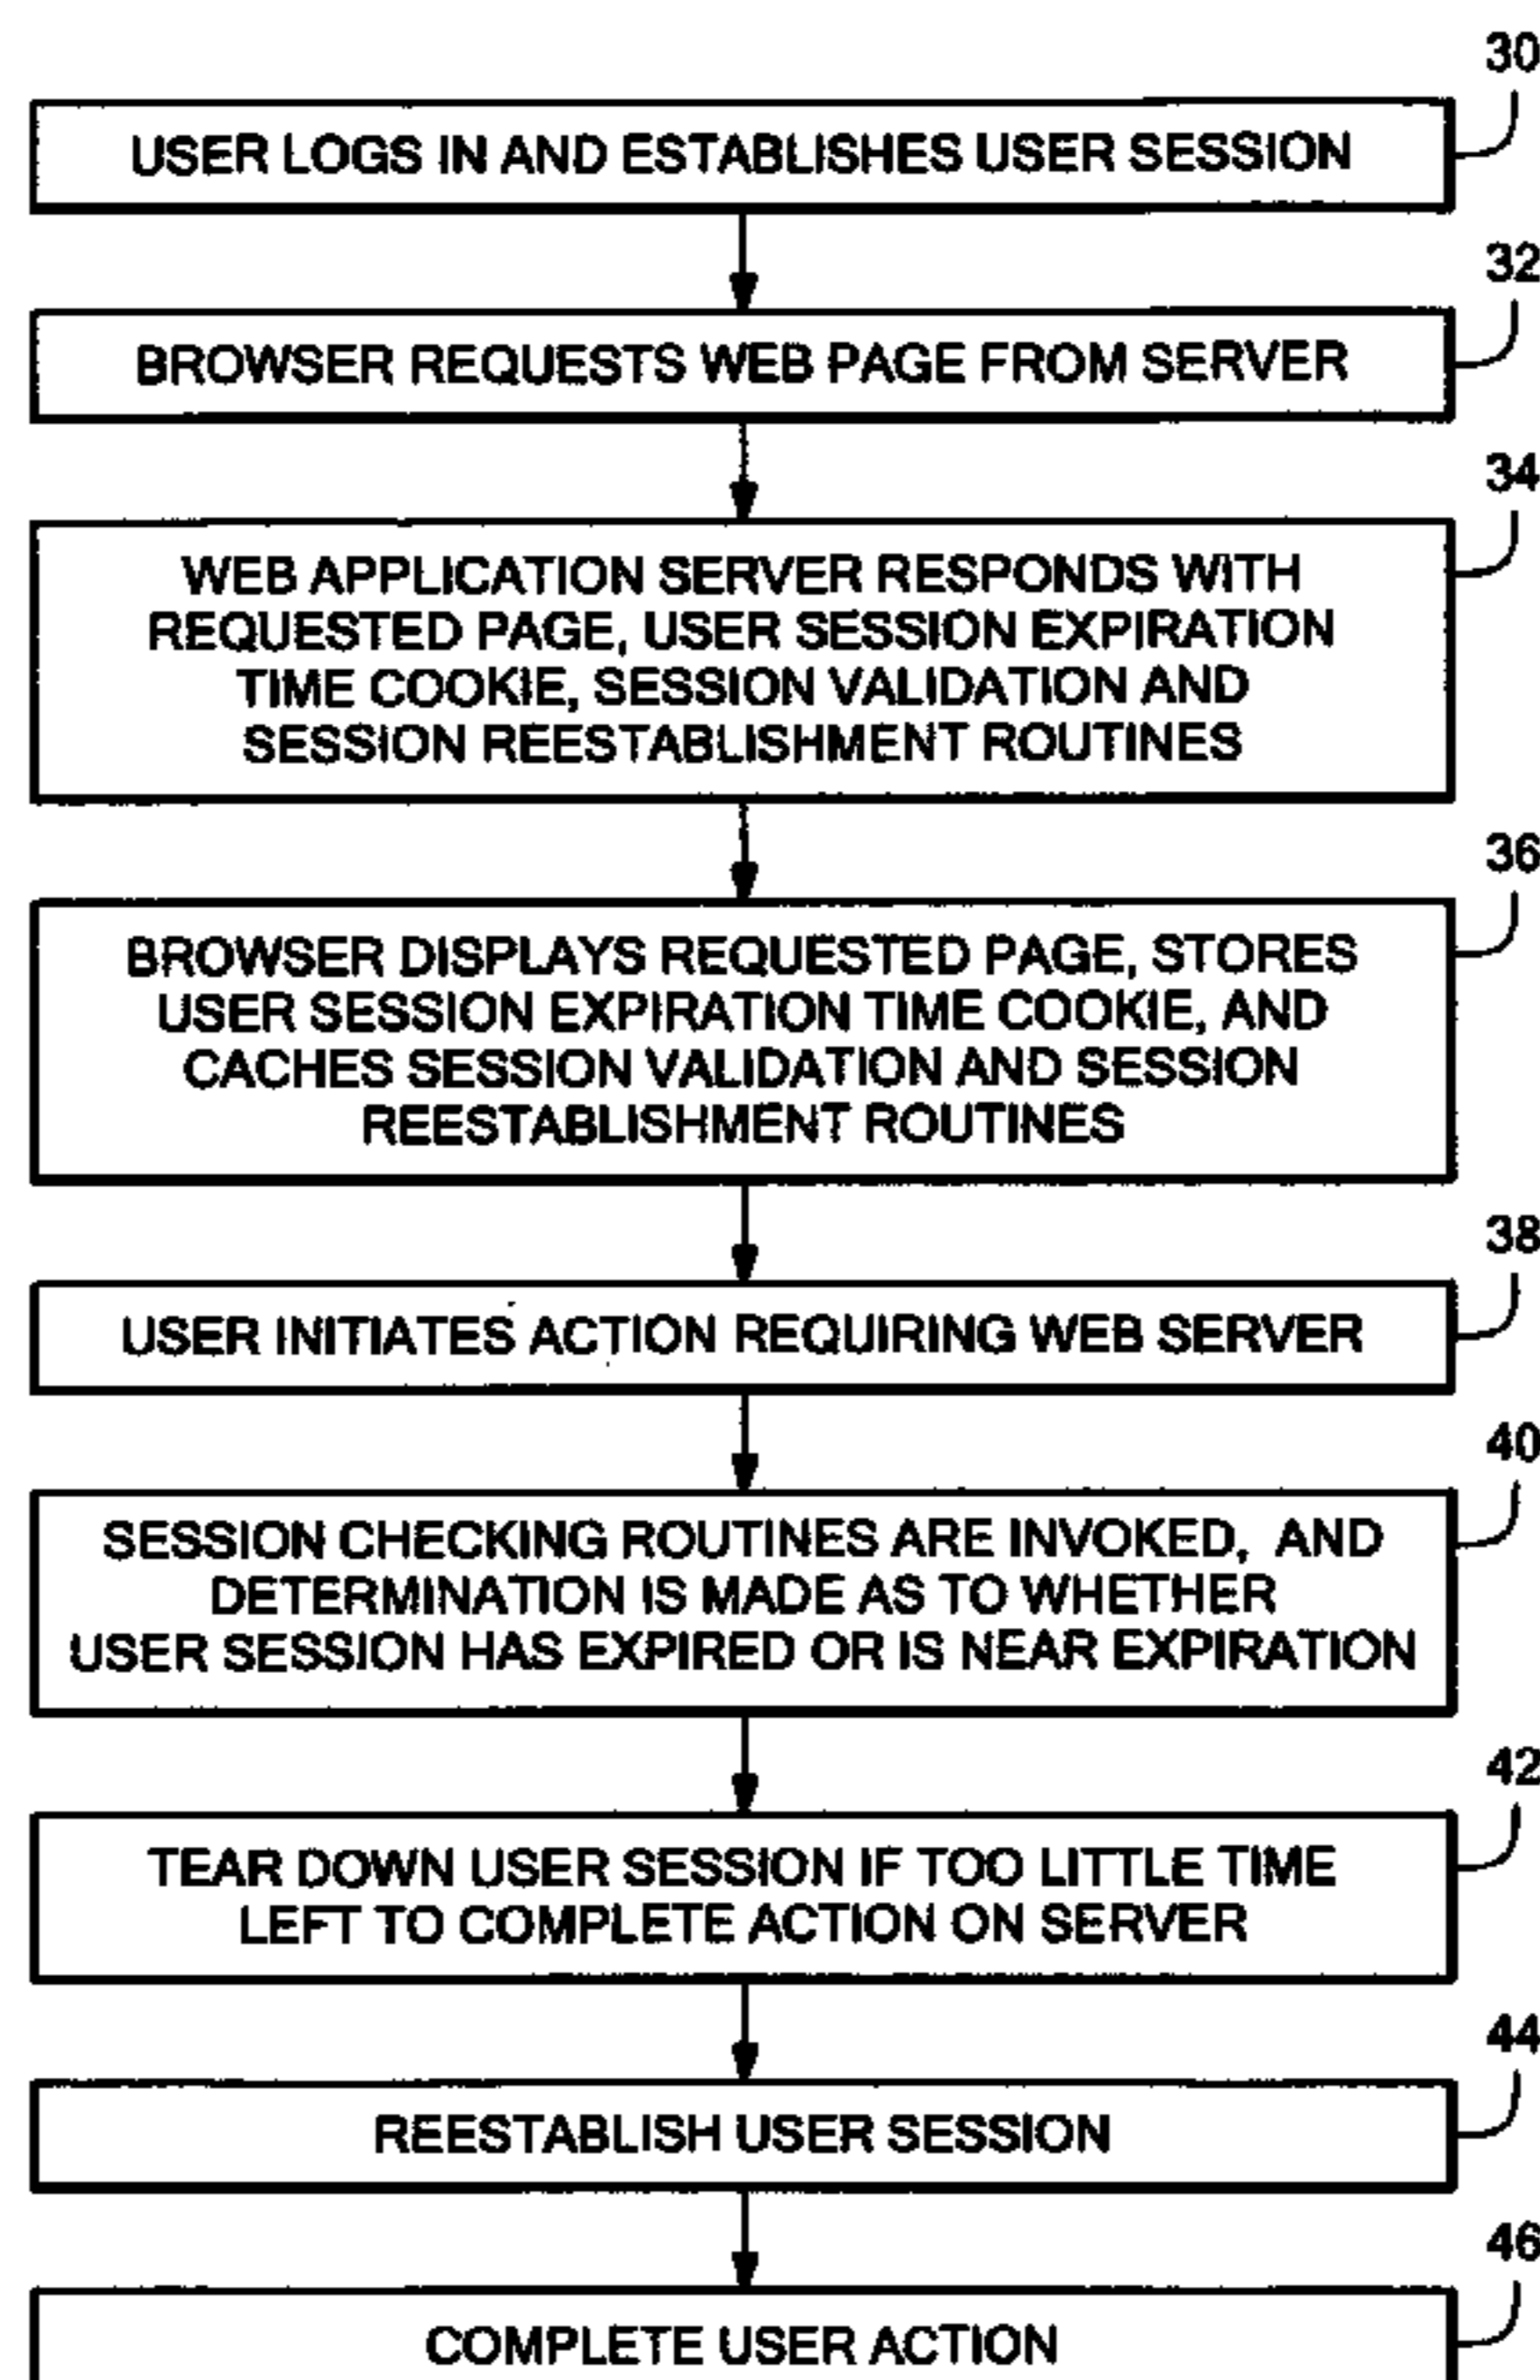 30
USER LOGS IN AND ESTABLISHES USER SESSION
32
BROWSER REQUESTS WEB PAGE FROM SERVER
34
WEB APPLICATION SERVER RESPONDS WITH
REQUESTED PAGE, USER SESSION EXPIRATION
TIME COOKIE, SESSION VALIDATION AND
SESSION REESTABLISHMENT ROUTINES
36
BROWSER DISPLAYS REQUESTED PAGE, STORES
USER SESSION EXPIRATION TIME COOKIE, AND
CACHES SESSION VALIDATION AND SESSION
REESTABLISHMENT ROUTINES
38
USER INITIATES ACTION REQUIRING WEB SERVER
40
SESSION CHECKING ROUTINES ARE INVOKED, AND
DETERMINATION IS MADE AS TO WHETHER
USER SESSION HAS EXPIRED OR IS NEAR EXPIRATION
42
TEAR DOWN USER SESSION IF TOO LITTLE TIME
LEFT TO COMPLETE ACTION ON SERVER
44
REESTABLISH USER SESSION
46
COMPLETE USER ACTION